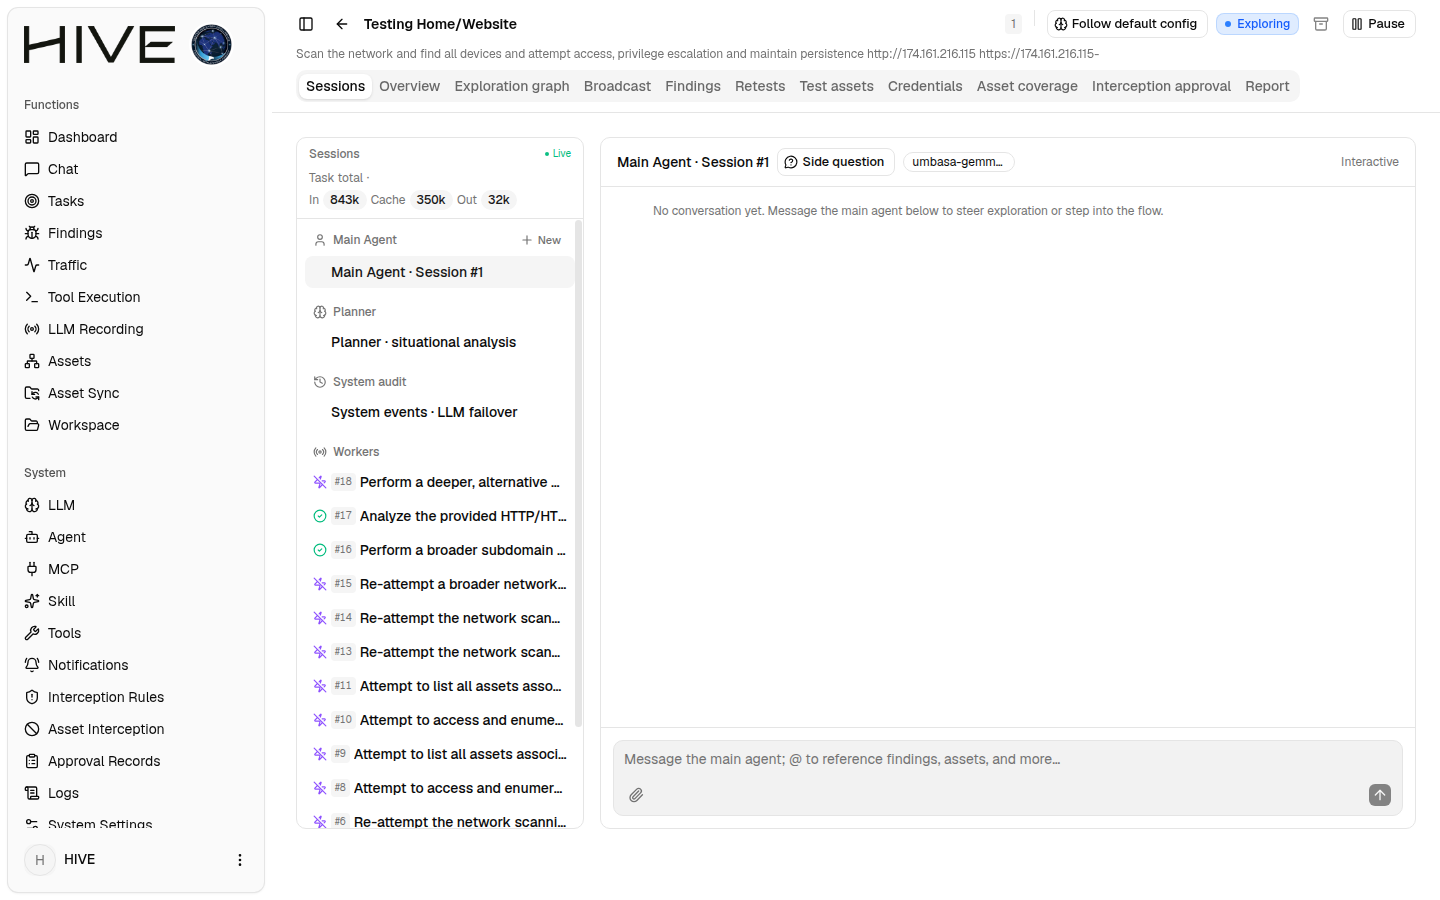 HIVE
Functions
Dashboard
Chat
Tasks
Findings
Traffic
Tool Execution
LLM Recording
Assets
Asset Sync
Workspace
System
LLM
Agent
MCP
Skill
Tools
Notifications
Interception Rules
Asset Interception
Approval Records
Logs
System Settings
H HIVE
Testing Home/Website
1 Follow default config Exploring Pause
Scan the network and find all devices and attempt access, privilege escalation and maintain persistence http://174.161.216.115 https://174.161.216.115-
Sessions Overview Exploration graph Broadcast Findings Retests Test assets Credentials Asset coverage Interception approval Report
Sessions Live
Task total ·
In 843k Cache 350k Out 32k
Main Agent New
Main Agent · Session #1
Planner
Planner · situational analysis
System audit
System events · LLM failover
Workers
#18 Perform a deeper, alternative ...
#17 Analyze the provided HTTP/HT...
#16 Perform a broader subdomain ...
#15 Re-attempt a broader network...
#14 Re-attempt the network scan...
#13 Re-attempt the network scan...
#11 Attempt to list all assets asso...
#10 Attempt to access and enume...
#9 Attempt to list all assets associ...
#8 Attempt to access and enumer...
#6 Re-attempt the network scanni...
Main Agent · Session #1 Side question umbasa-gemm... Interactive
No conversation yet. Message the main agent below to steer exploration or step into the flow.
Message the main agent; @ to reference findings, assets, and more...